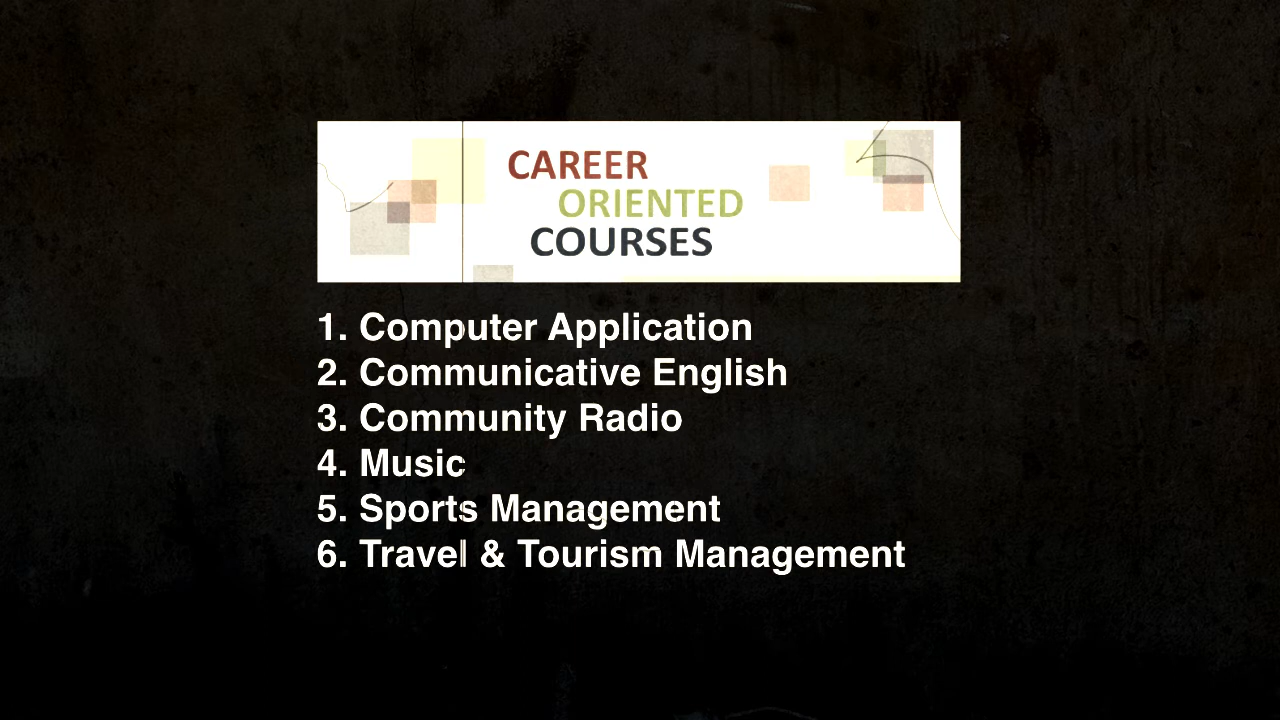 CAREER
ORIENTED
COURSES
1. Computer Application
2. Communicative English
3. Community Radio
4. Music
5. Sports Management
6. Travel & Tourism Management